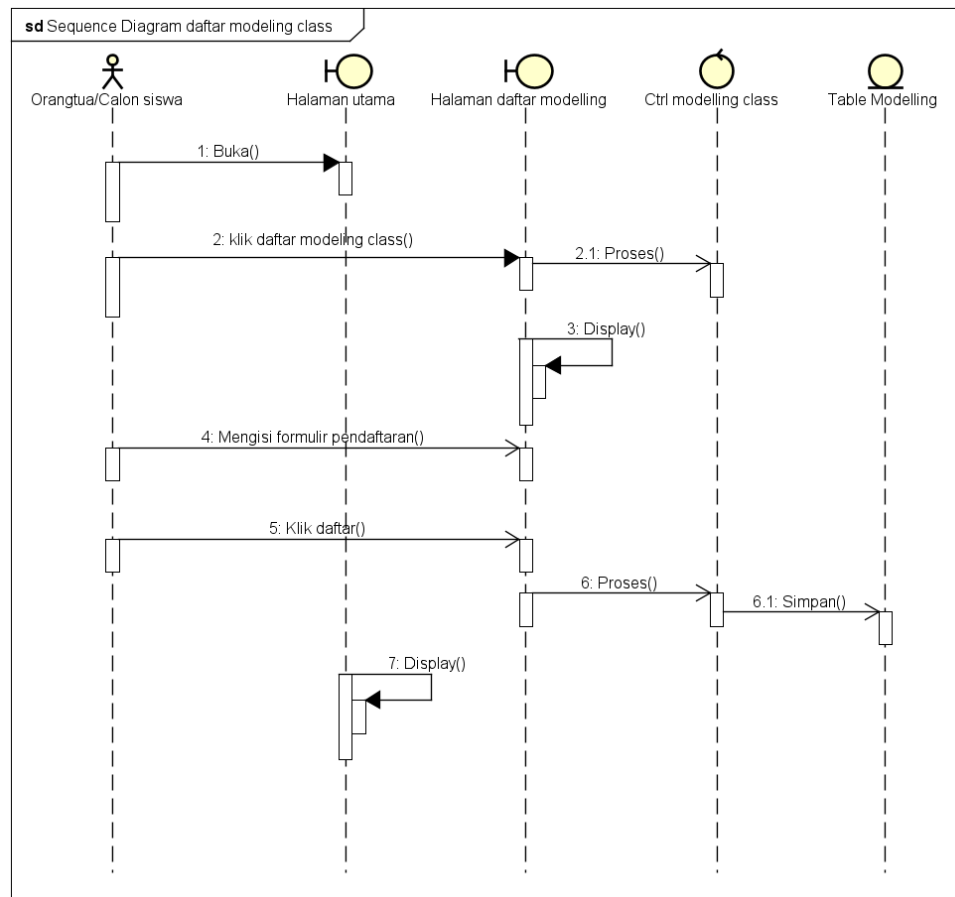 sd Sequence Diagram daftar modeling class
Orangtua/Calon siswa
Halaman utama
Halaman daftar modelling
Ctrl modelling class
Table Modelling
1: Buka()
2: klik daftar modeling class()
2.1: Proses()
3: Display()
4: Mengisi formulir pendaftaran()
5: Klik daftar()
6: Proses()
6.1: Simpan()
7: Display()